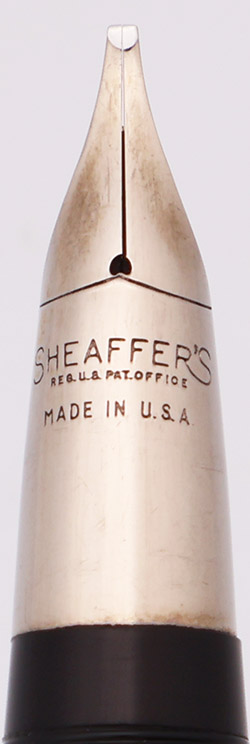 SHEAFFER'S
REG. U.S. PAT. OFFICE
MADE IN U.S.A